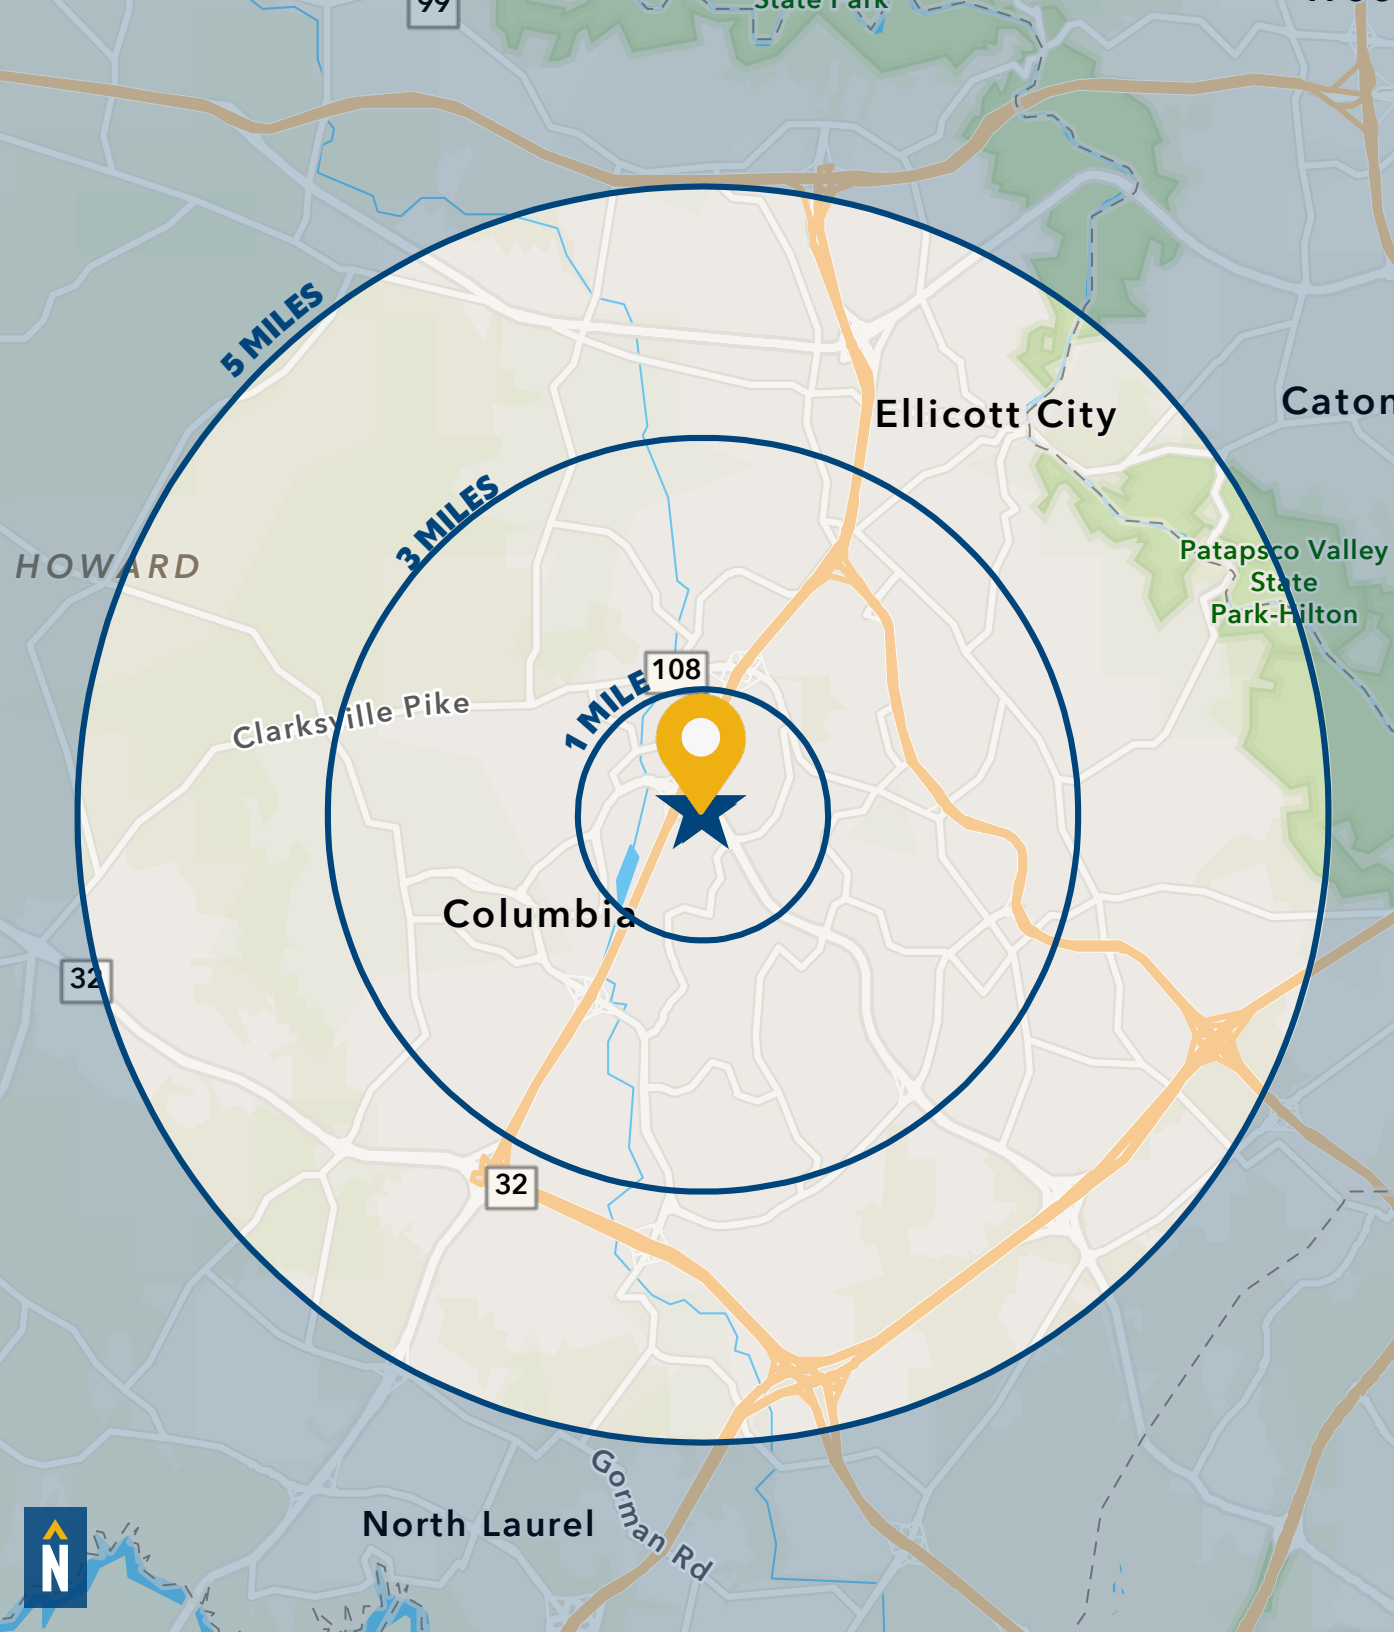 99
State Park
5 MILES
Ellicott City
3 MILES
HOWARD
Patapsco Valley
State
Park-Hilton
108
1 MILE
Clarksville Pike
Columbia
32
32
Gorman Rd
North Laurel
N